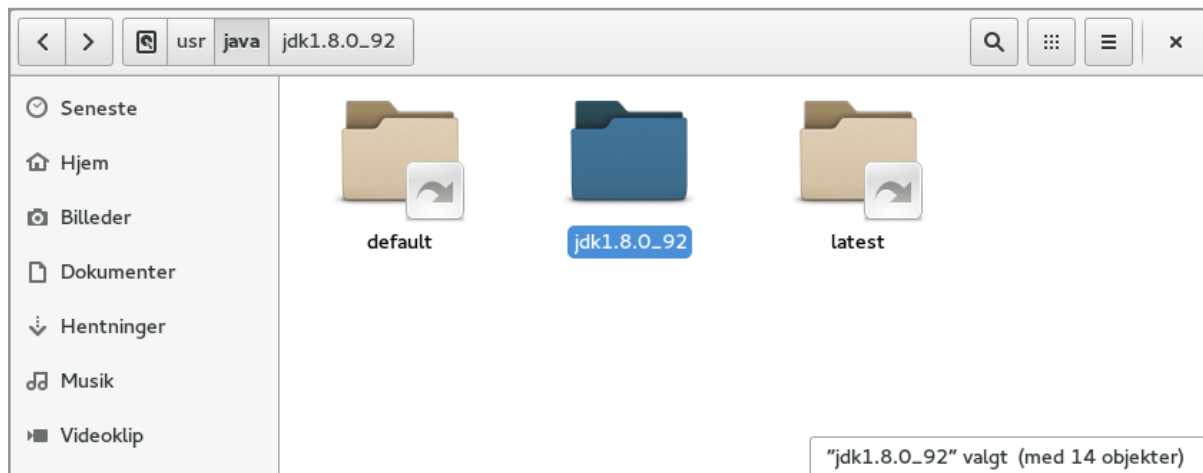 usr java jdk1.8.0_92
Seneste
Hjem
Billeder
Dokumenter
Hentninger
Musik
Videoklip
default jdk1.8.0_92 latest
"jdk1.8.0_92" valgt (med 14 objekter)